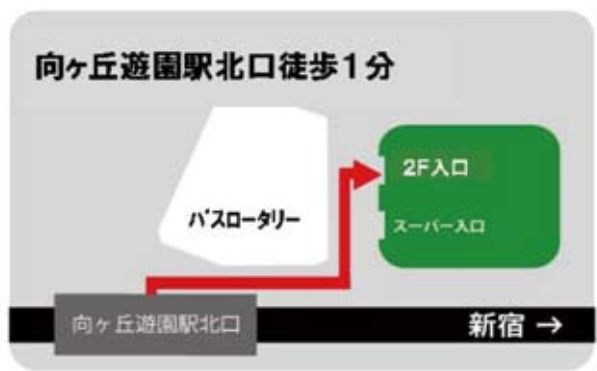 向ヶ丘遊園駅北口徒歩1分
2F入口
バスロータリー
スーパー入口
向ヶ丘遊園駅北口
新宿→